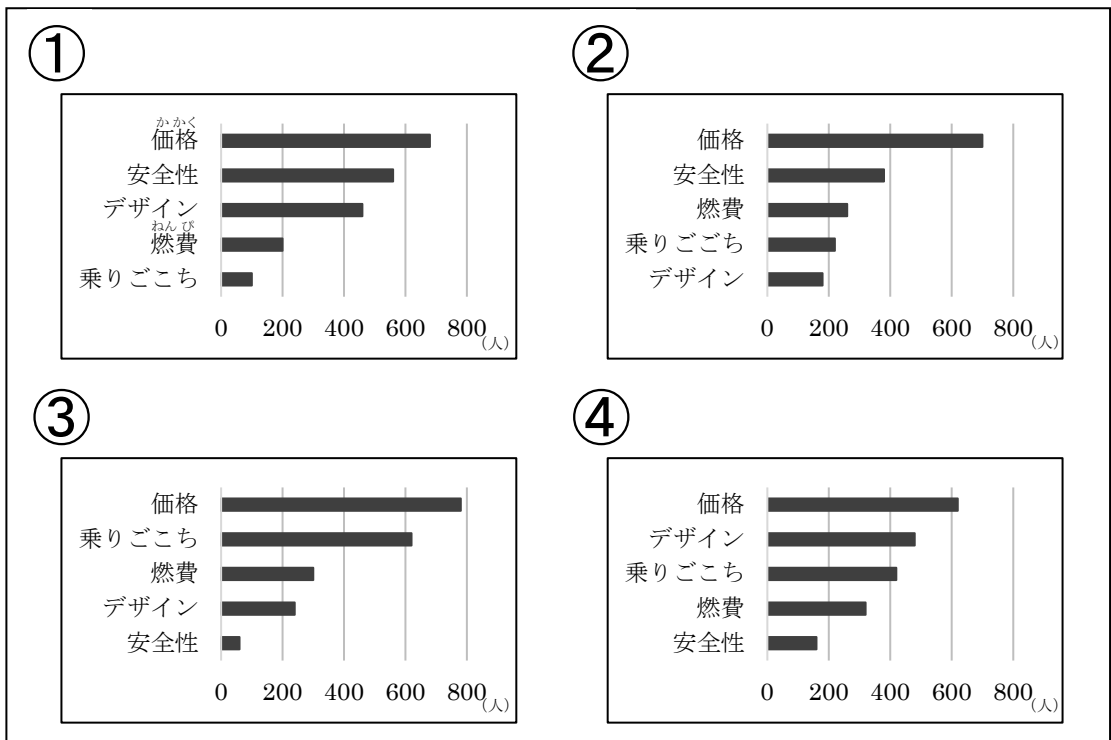 ①
かかく
価格
安全性
デザイン
ねんぴ
燃費
乗りごこち
0 200 400 600 800
(人)
②
価格
安全性
燃費
乗りごごち
デザイン
0 200 400 600 800
(人)
③
価格
乗りごこち
燃費
デザイン
安全性
0 200 400 600 800
(人)
④
価格
デザイン
乗りごこち
燃費
安全性
0 200 400 600 800
(人)